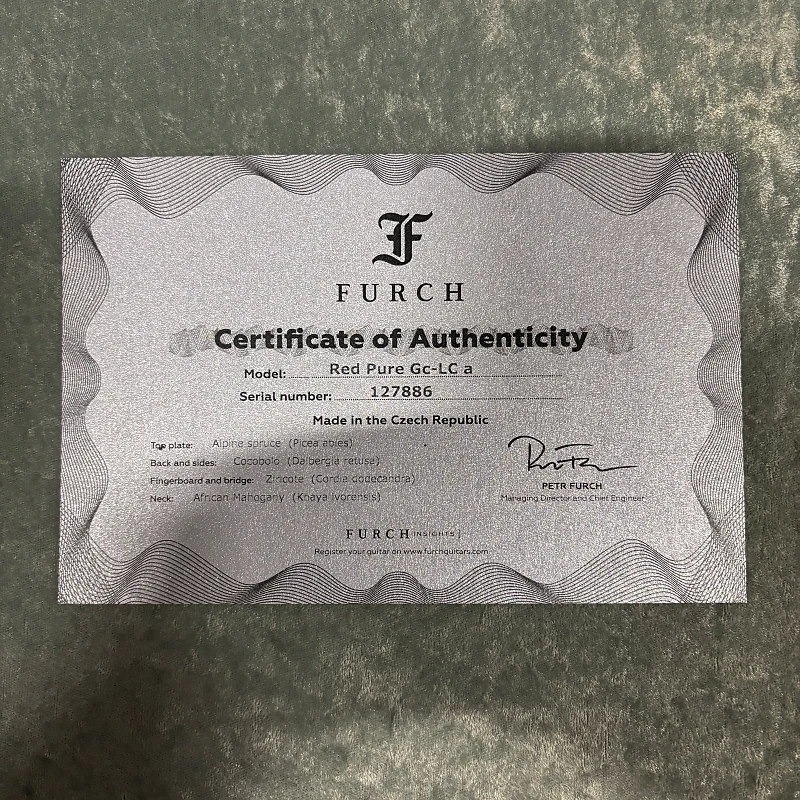 F
FURCH
Certificate of Authenticity
Model: Red Pure Gc-LC a
Serial number: 127886
Made in the Czech Republic
Top plate: Alpine spruce (Picea abies)
Back and sides: Cocobolo (Dalbergia retusa)
Fingerboard and bridge: Ziricote (Cordia dodecandra)
Neck: African Mahogany (Khaya ivorensis)
PETR FURCH
Managing Director and Chief Engineer
FURCH INSIGHTS
Register your guitar on www.furchguitars.com